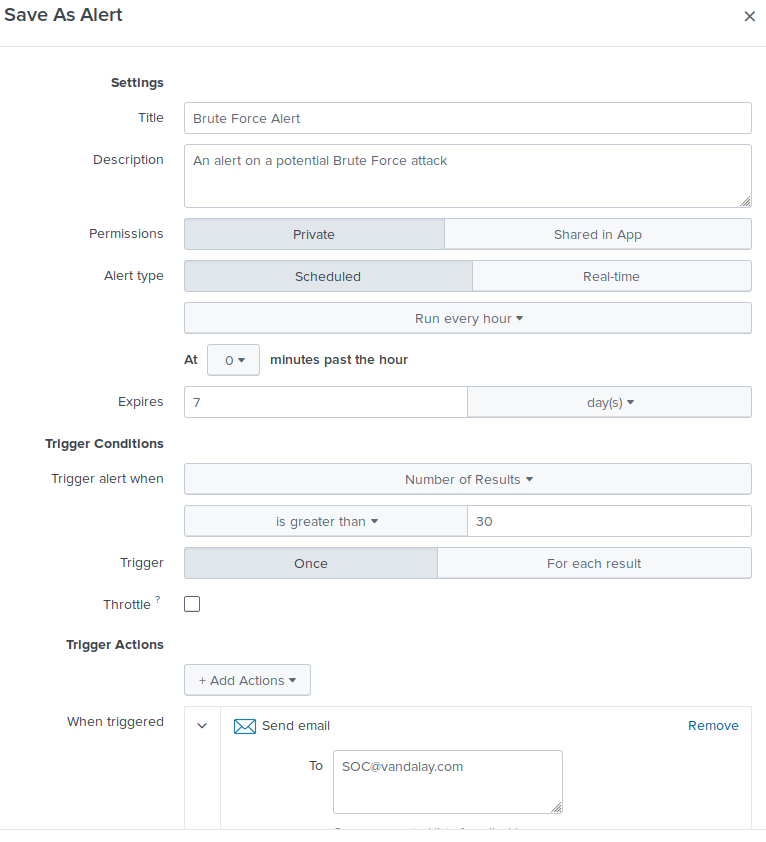 Save As Alert ×
Settings
Title Brute Force Alert
Description An alert on a potential Brute Force attack
Permissions Private Shared in App
Alert type Scheduled Real-time
Run every hour
At 0 minutes past the hour
Expires 7 day(s)
Trigger Conditions
Trigger alert when Number of Results
is greater than 30
Trigger Once For each result
Throttle ?
Trigger Actions
+ Add Actions
When triggered Send email Remove
To SOC@vandalay.com